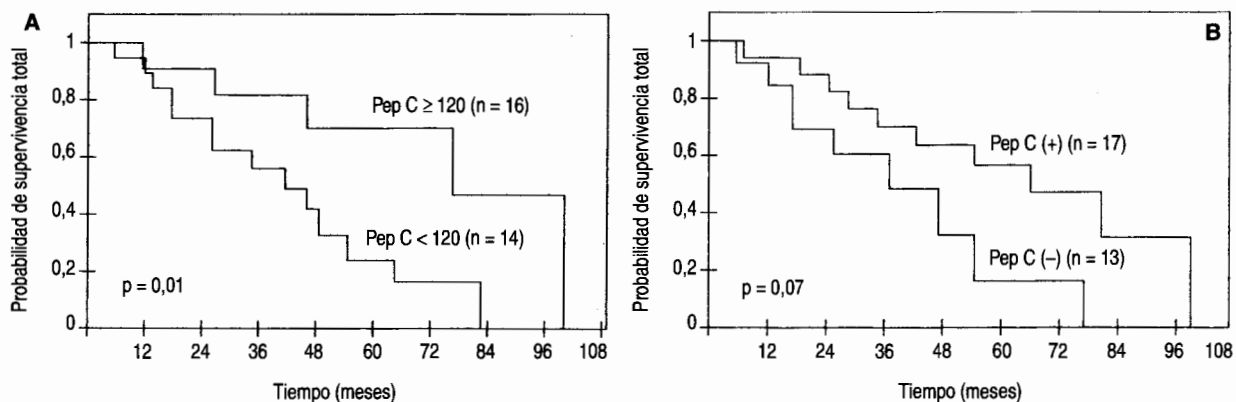 A
Probabilidad de supervivencia total
1
0,8
0,6
0,4
0,2
0
Pep C ≥ 120 (n = 16)
Pep C < 120 (n = 14)
p = 0,01
12 24 36 48 60 72 84 96 108
Tiempo (meses)
B
Probabilidad de supervivencia total
1
0,8
0,6
0,4
0,2
0
Pep C (+) (n = 17)
Pep C (–) (n = 13)
p = 0,07
12 24 36 48 60 72 84 96 108
Tiempo (meses)